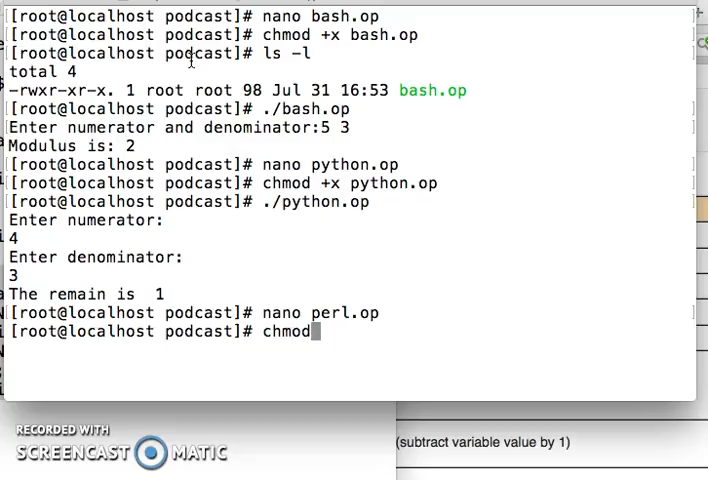 [root@localhost podcast]# nano bash.op
[root@localhost podcast]# chmod +x bash.op
[root@localhost podcast]# ls -l
total 4
-rwxr-xr-x. 1 root root 98 Jul 31 16:53 bash.op
[root@localhost podcast]# ./bash.op
Enter numerator and denominator:5 3
Modulus is: 2
[root@localhost podcast]# nano python.op
[root@localhost podcast]# chmod +x python.op
[root@localhost podcast]# ./python.op
Enter numerator:
4
Enter denominator:
3
The remain is  1
[root@localhost podcast]# nano perl.op
[root@localhost podcast]# chmod
RECORDED WITH
SCREENCAST MATIC
(subtract variable value by 1)